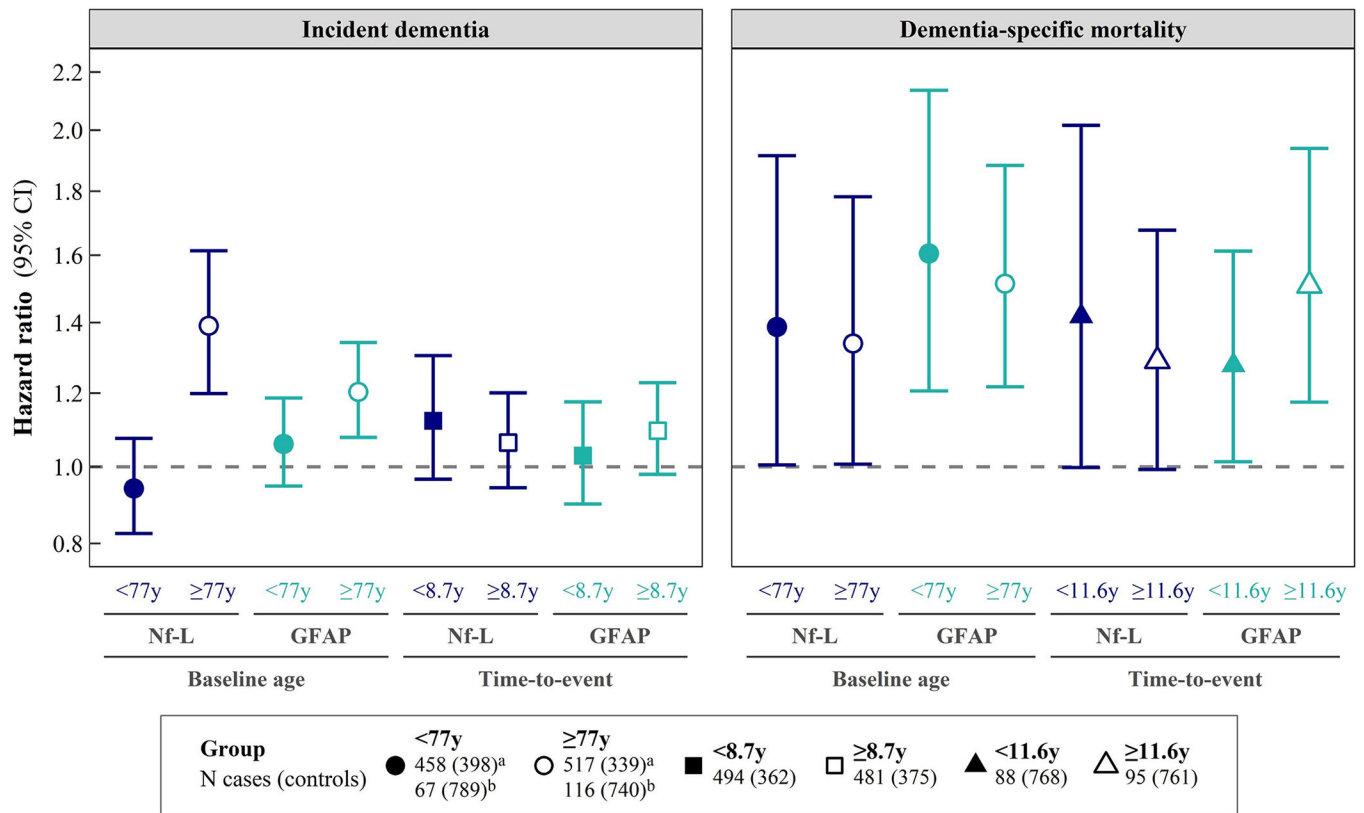 Incident dementia
Dementia-specific mortality
Hazard ratio (95% CI)
2.2
2.0
1.8
1.6
1.4
1.2
1.0
0.8
<77y ≥77y <77y ≥77y <8.7y ≥8.7y <8.7y ≥8.7y
Nf-L GFAP Nf-L GFAP
Baseline age Time-to-event
<77y ≥77y <77y ≥77y <11.6y ≥11.6y <11.6y ≥11.6y
Nf-L GFAP Nf-L GFAP
Baseline age Time-to-event
Group
N cases (controls)
<77y
458 (398)a
67 (789)b
≥77y
517 (339)a
116 (740)b
<8.7y
494 (362)
≥8.7y
481 (375)
<11.6y
88 (768)
≥11.6y
95 (761)